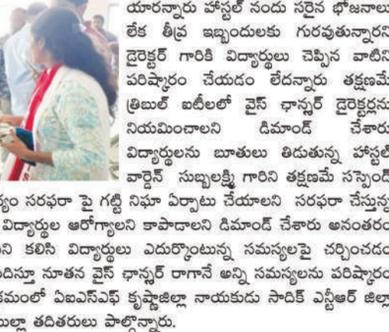 యారన్నారు హాస్టల్ నందు సరైన భోజనాలు
లేక తీవ్ర ఇబ్బందులకు గురవుతున్నారని
డైరెక్టర్ గారికి విద్యార్థులు చెప్పిన వాటిని
పరిష్కారం చేయడం లేదన్నారు తక్షణమే
త్రిబుల్ ఐటీలలో వైస్ ఛాన్సలర్ డైరెక్టర్లను
నియమించాలని డిమాండ్ చేశారు
విద్యార్థులను బూతులు తిడుతున్న హాస్టల్
వార్డెన్ సుబ్బలక్ష్మి గారిని తక్షణమే సస్పెండ్
సరఫరా పై గట్టి నిఘా ఏర్పాటు చేయాలని సరఫరా చేస్తున్న
విద్యార్థుల ఆరోగ్యాలని కాపాడాలని డిమాండ్ చేశారు అనంతరం
కలిసి విద్యార్థులు ఎదుర్కొంటున్న సమస్యలపై చర్చించడం
నూతన వైస్ ఛాన్సలర్ రాగానే అన్ని సమస్యలను పరిష్కారం
ఏఐఎస్ఎఫ్ కృష్ణాజిల్లా నాయకుడు సాదిక్ ఎన్టీఆర్ జిల్లా
తదితరులు పాల్గొన్నారు.